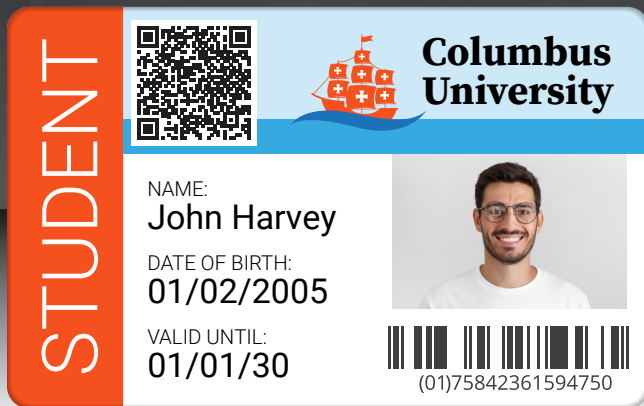 STUDENT
Columbus
University
NAME:
John Harvey
DATE OF BIRTH:
01/02/2005
VALID UNTIL:
01/01/30
(01)75842361594750